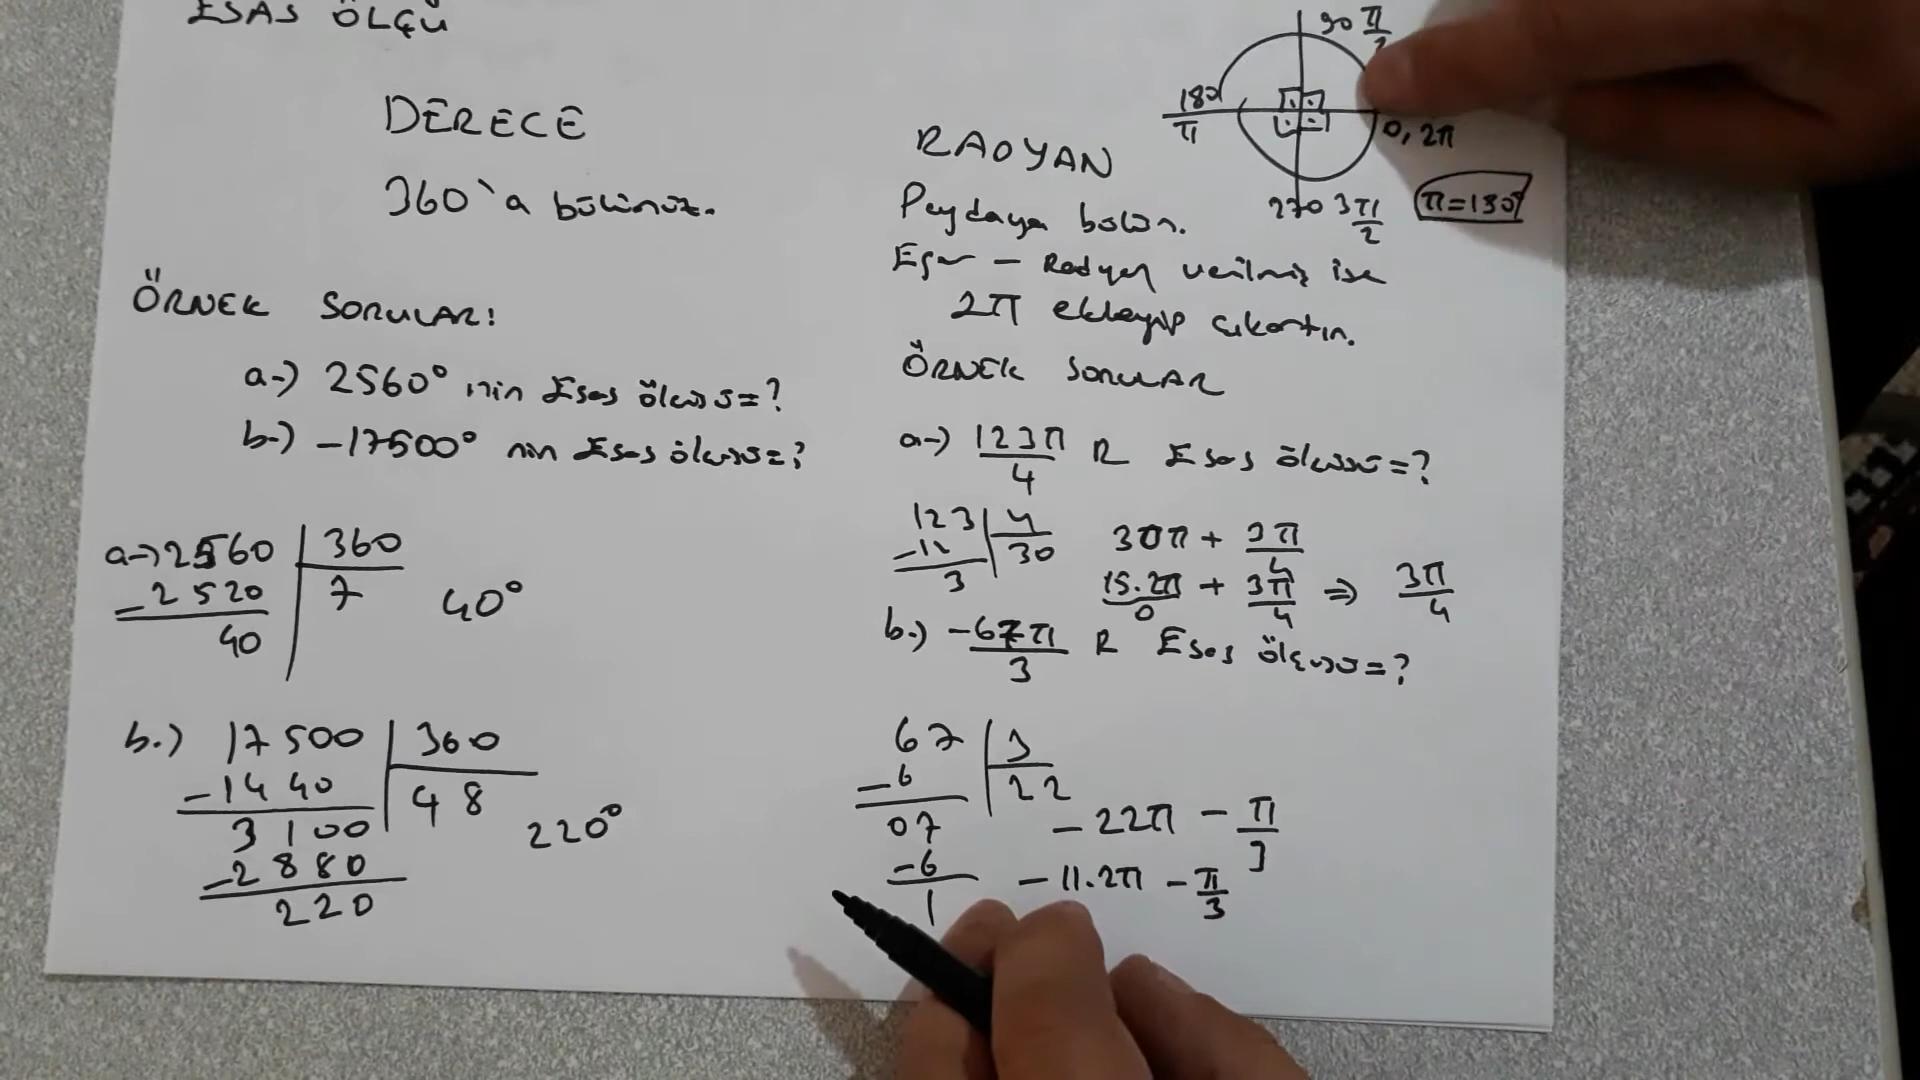 ESAS ÖLÇÜ
DERECE
360'a bölünüz.
ÖRNEK SORULAR:
a-) 2560° nin Esas ölçüsü=?
b-) -17500° nin Esas ölçüsü=?
a-) 2560 | 360
-2520 | 7
40
40°
b.) 17500 | 360
-1440 | 48
3100
-2880
220
220°
90 π/2
180 π
0, 2π
270 3π/2
π=180°
RADYAN
Paydaya bölün.
Eğer - Radyan verilmiş ise
2π ekleyip çıkartın.
ÖRNEK SORULAR
a-) 123π/4 R Esas ölçüsü=?
123 | 4
-12 | 30
3
30π + 3π/4
15.2π/0 + 3π/4 ⇒ 3π/4
b.) -67π/3 R Esas ölçüsü=?
67 | 3
-6 | 22
07
-6
1
-22π - π/3
-11.2π - π/3